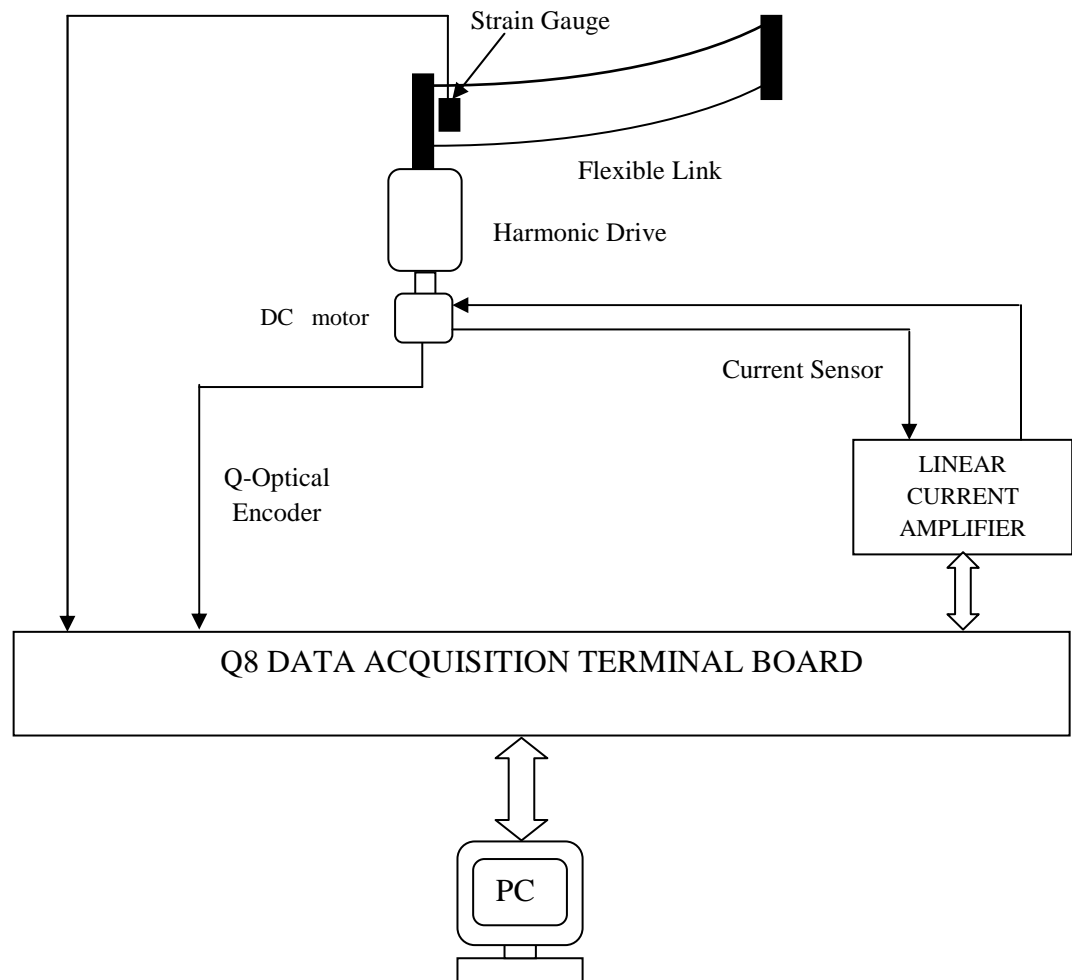 Strain Gauge
Flexible Link
Harmonic Drive
DC motor
Current Sensor
LINEAR
CURRENT
AMPLIFIER
Q-Optical
Encoder
Q8 DATA ACQUISITION TERMINAL BOARD
PC